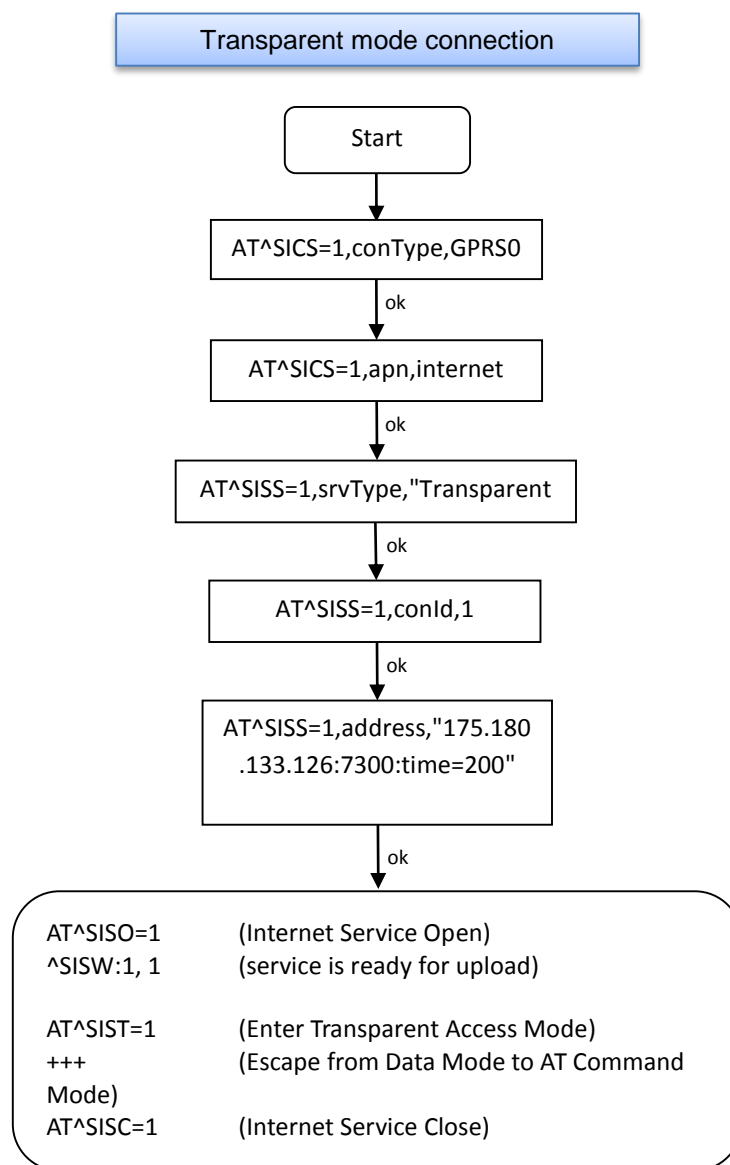 Transparent mode connection
Start
AT^SICS=1,conType,GPRS0
ok
AT^SICS=1,apn,internet
ok
AT^SISS=1,srvType,"Transparent
ok
AT^SISS=1,conId,1
ok
AT^SISS=1,address,"175.180
.133.126:7300:time=200"
ok
AT^SISO=1 (Internet Service Open)
^SISW:1, 1 (service is ready for upload)
AT^SIST=1 (Enter Transparent Access Mode)
+++ (Escape from Data Mode to AT Command
Mode)
AT^SISC=1 (Internet Service Close)